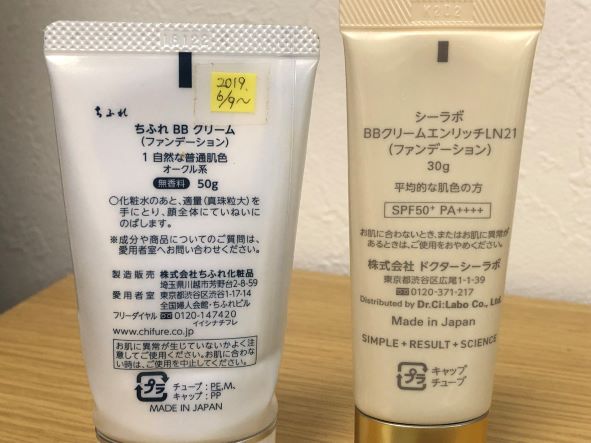 16122
ちふれ
2019.
6/9〜
ちふれ BB クリーム
(ファンデーション)
1 自然な普通肌色
オークル系
無香料 50g
○化粧水のあと、適量(真珠粒大)を
手にとり、顔全体にていねいに
のばします。
※成分や商品についてのご質問は、
愛用者室へお問い合わせください。
製造販売 株式会社ちふれ化粧品
埼玉県川越市芳野台2-8-59
愛用者室 東京都渋谷区渋谷1-17-14
全国婦人会館・ちふれビル
フリーダイヤル 0120-147420
イイシナチフレ
www.chifure.co.jp
お肌に異常が生じていないかよく注
意してご使用ください。お肌に合わな
い時は、ご使用を中止してください。
プラ
チューブ:PE,M、
キャップ:PP
MADE IN JAPAN
シーラボ
BBクリームエンリッチLN21
(ファンデーション)
30g
平均的な肌色の方
SPF50+ PA++++
お肌に合わないとき、またはお肌に異常が
あるときは、ご使用をおやめください。
株式会社 ドクターシーラボ
東京都渋谷区広尾1-1-39
0120-371-217
Distributed by Dr.Ci:Labo Co., Ltd.
Made in Japan
SIMPLE + RESULT + SCIENCE
プラ
キャップ
チューブ